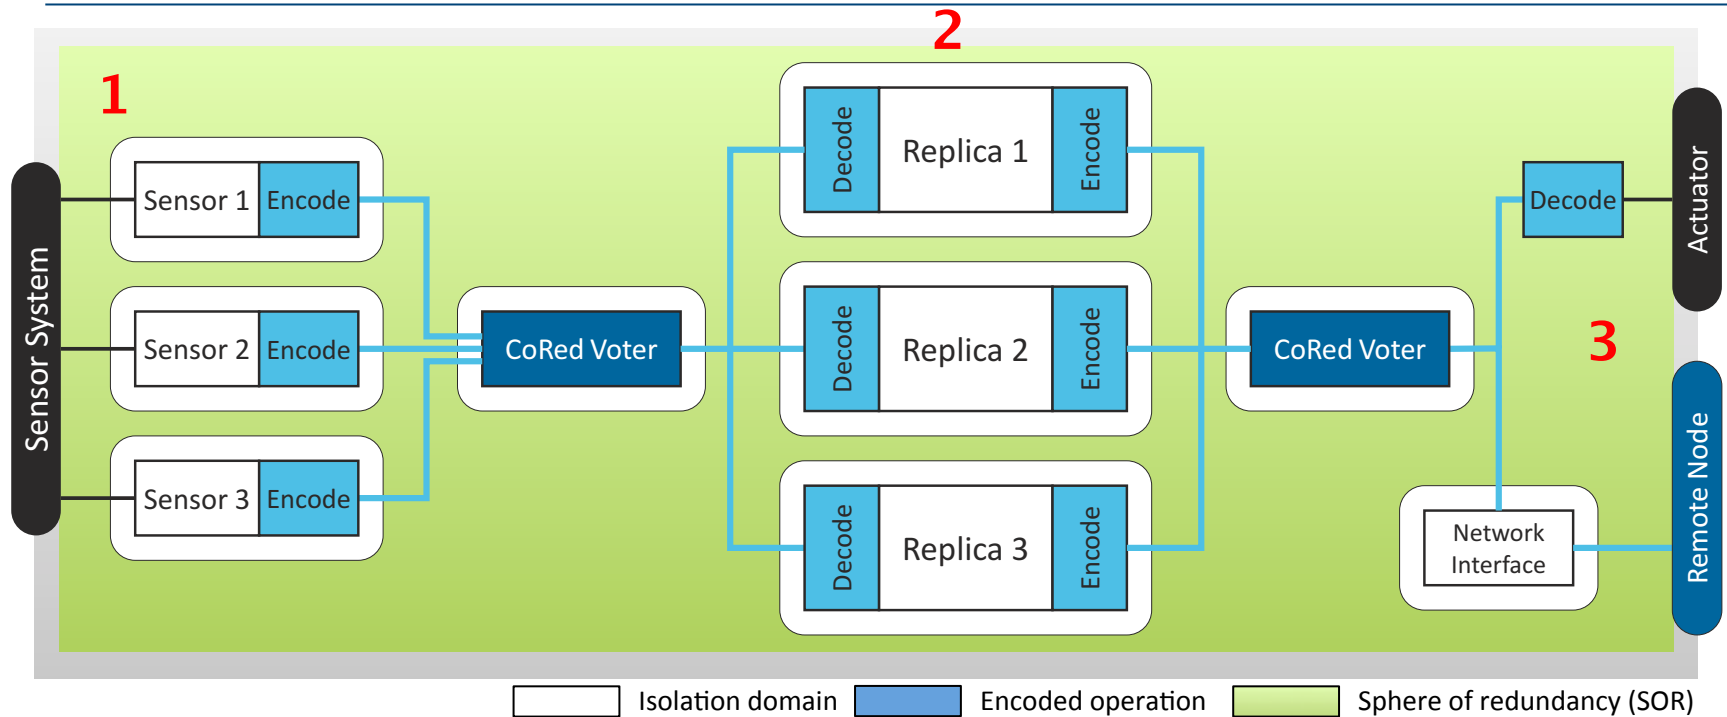 1
2
3
Sensor System
Sensor 1
Encode
Sensor 2
Encode
Sensor 3
Encode
CoRed Voter
Decode
Replica 1
Encode
Decode
Replica 2
Encode
Decode
Replica 3
Encode
CoRed Voter
Decode
Actuator
Network
Interface
Remote Node
Isolation domain
Encoded operation
Sphere of redundancy (SOR)